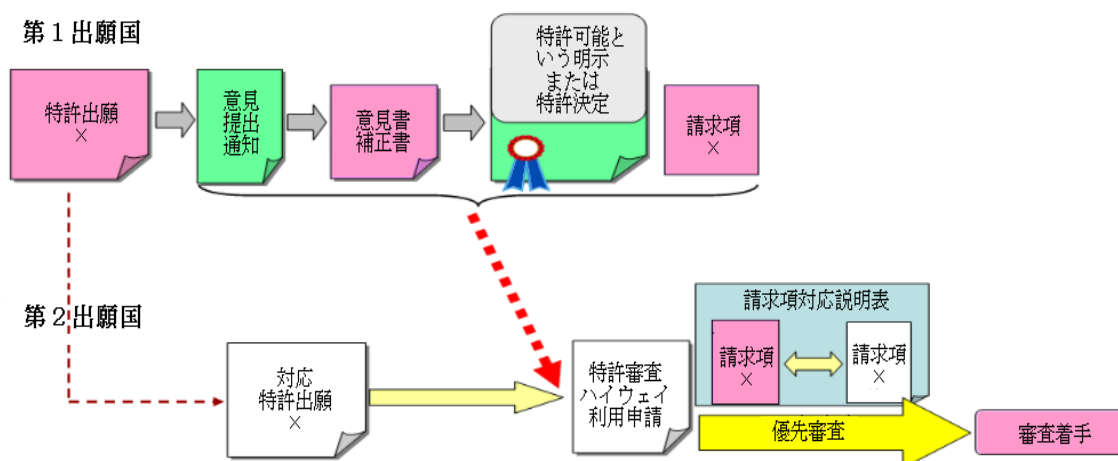 第1出願国
特許出願
X
意見
提出
通知
意見書
補正書
特許可能と
いう明示
または
特許決定
請求項
X
第2出願国
対応
特許出願
X
特許審査
ハイウェイ
利用申請
請求項対応説明表
請求項
X
請求項
X
優先審査
審査着手